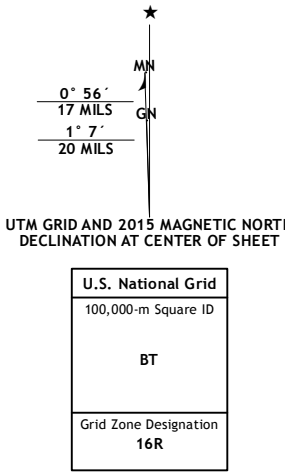 ★
MN
0° 56´
17 MILS
GN
1° 7´
20 MILS
UTM GRID AND 2015 MAGNETIC NORT
DECLINATION AT CENTER OF SHEET
U.S. National Grid
100,000-m Square ID
BT
Grid Zone Designation
16R